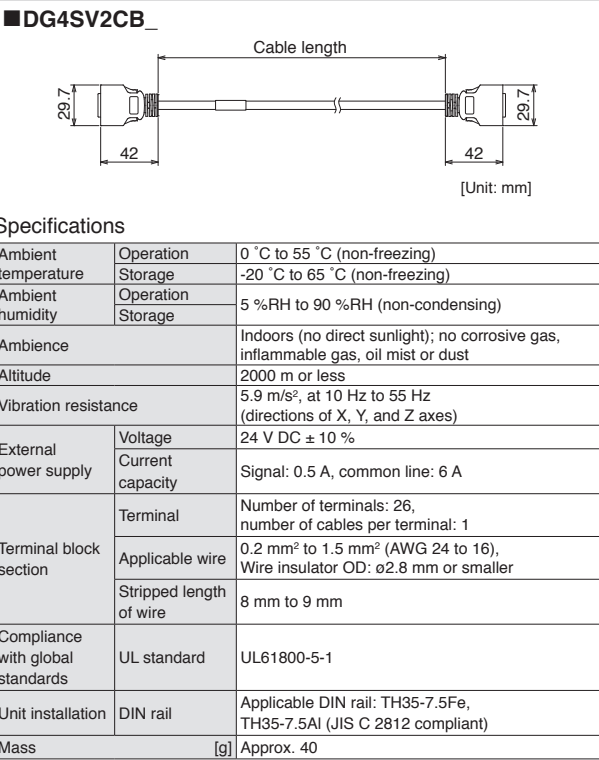 ■DG4SV2CB_
Cable length
29.7
29.7
42
42
[Unit: mm]
Specifications
Ambient temperature
Operation
0 ˚C to 55 ˚C (non-freezing)
Storage
-20 ˚C to 65 ˚C (non-freezing)
Ambient humidity
Operation
Storage
5 %RH to 90 %RH (non-condensing)
Ambience
Indoors (no direct sunlight); no corrosive gas,
inflammable gas, oil mist or dust
Altitude
2000 m or less
Vibration resistance
5.9 m/s², at 10 Hz to 55 Hz
(directions of X, Y, and Z axes)
External
power supply
Voltage
24 V DC ± 10 %
Current
capacity
Signal: 0.5 A, common line: 6 A
Terminal block
section
Terminal
Number of terminals: 26,
number of cables per terminal: 1
Applicable wire
0.2 mm² to 1.5 mm² (AWG 24 to 16),
Wire insulator OD: ø2.8 mm or smaller
Stripped length
of wire
8 mm to 9 mm
Compliance
with global
standards
UL standard
UL61800-5-1
Unit installation
DIN rail
Applicable DIN rail: TH35-7.5Fe,
TH35-7.5Al (JIS C 2812 compliant)
Mass [g]
Approx. 40